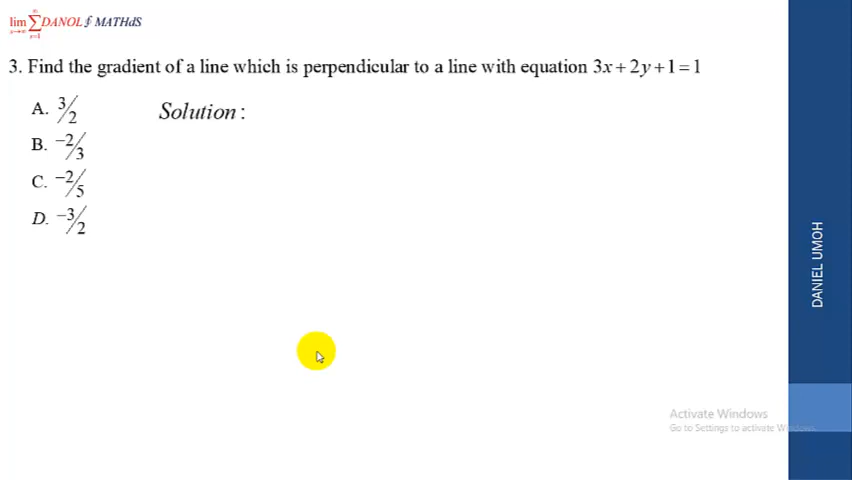 lim ∞ ∑ s=1 s→∞ DANOL ∮ MATHdS
3. Find the gradient of a line which is perpendicular to a line with equation 3x + 2y + 1 = 1
A. 3/2
Solution :
B. −2/3
C. −2/5
D. −3/2
DANIEL UMOH
Activate Windows
Go to Settings to activate Windows.